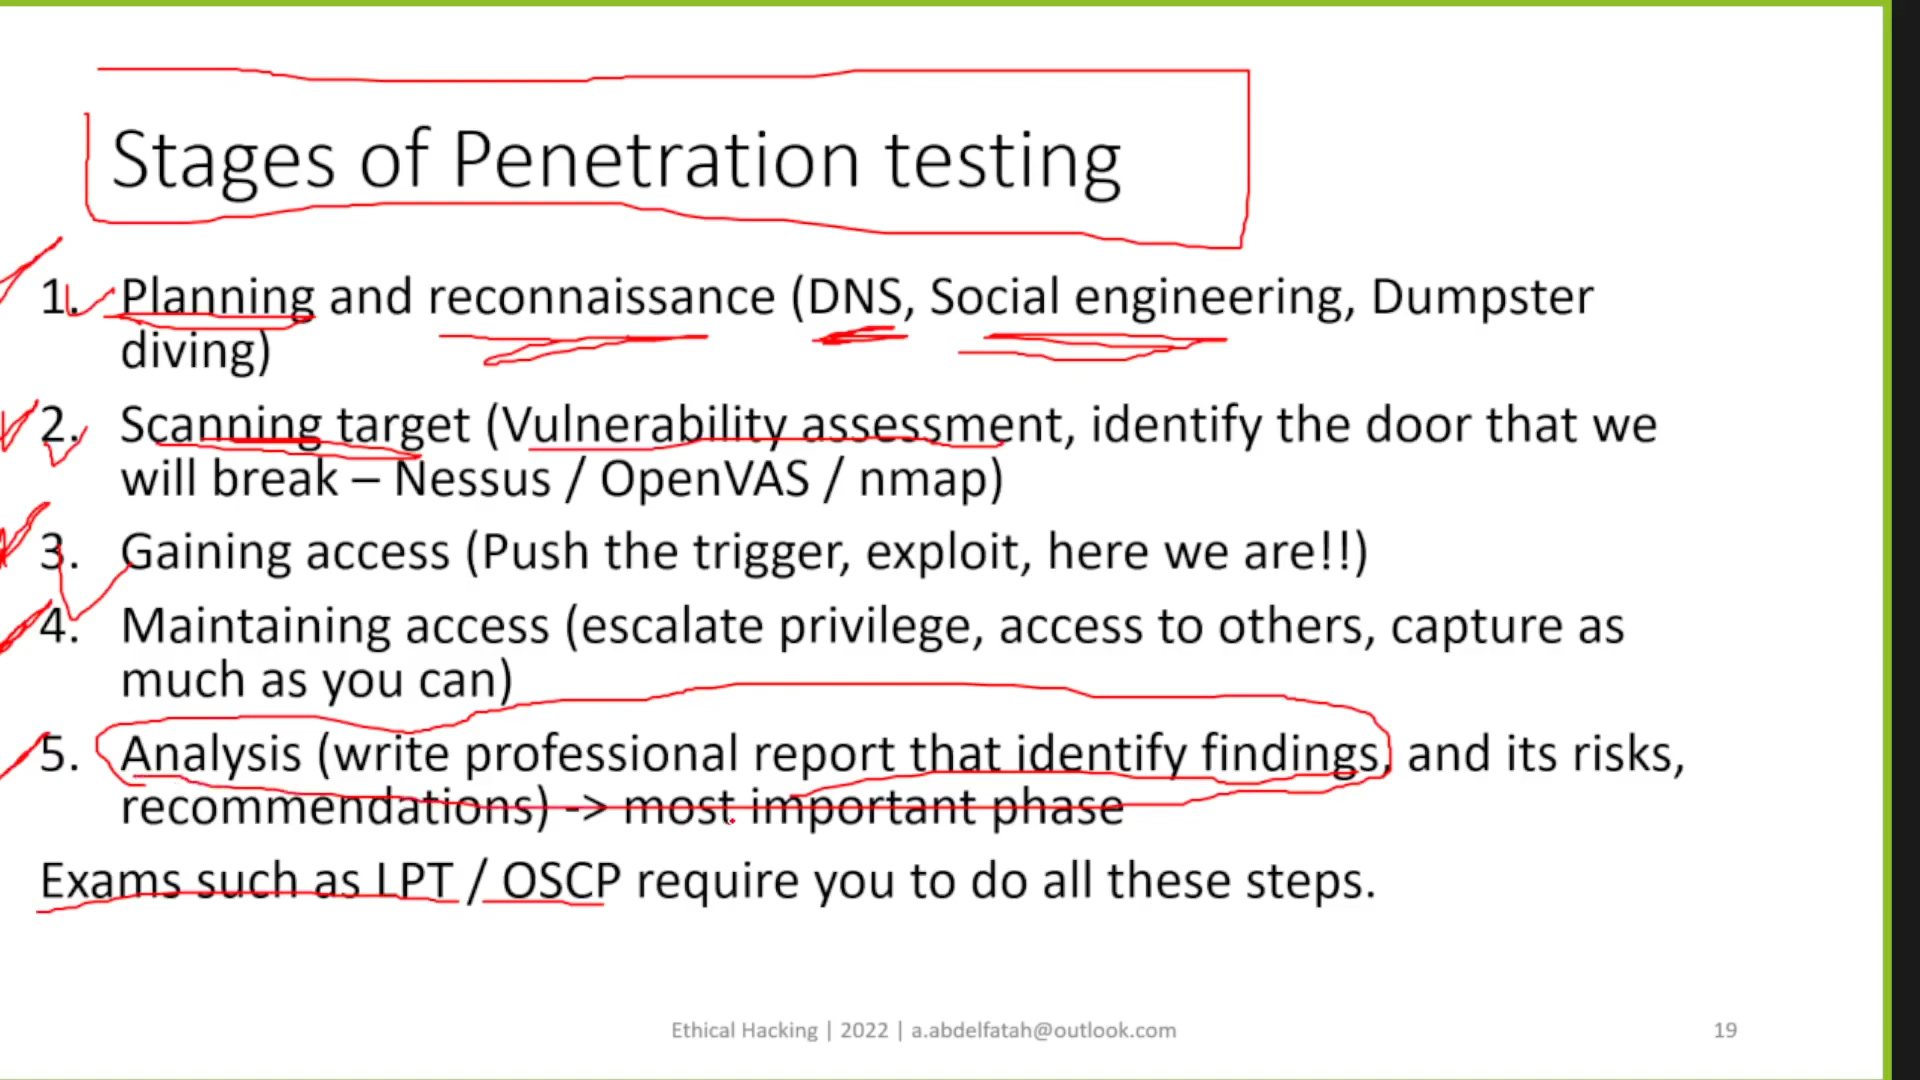 Stages of Penetration testing
1. Planning and reconnaissance (DNS, Social engineering, Dumpster
diving)
2. Scanning target (Vulnerability assessment, identify the door that we
will break – Nessus / OpenVAS / nmap)
3. Gaining access (Push the trigger, exploit, here we are!!)
4. Maintaining access (escalate privilege, access to others, capture as
much as you can)
5. Analysis (write professional report that identify findings, and its risks,
recommendations) -> most important phase
Exams such as LPT / OSCP require you to do all these steps.
Ethical Hacking | 2022 | a.abdelfatah@outlook.com
19